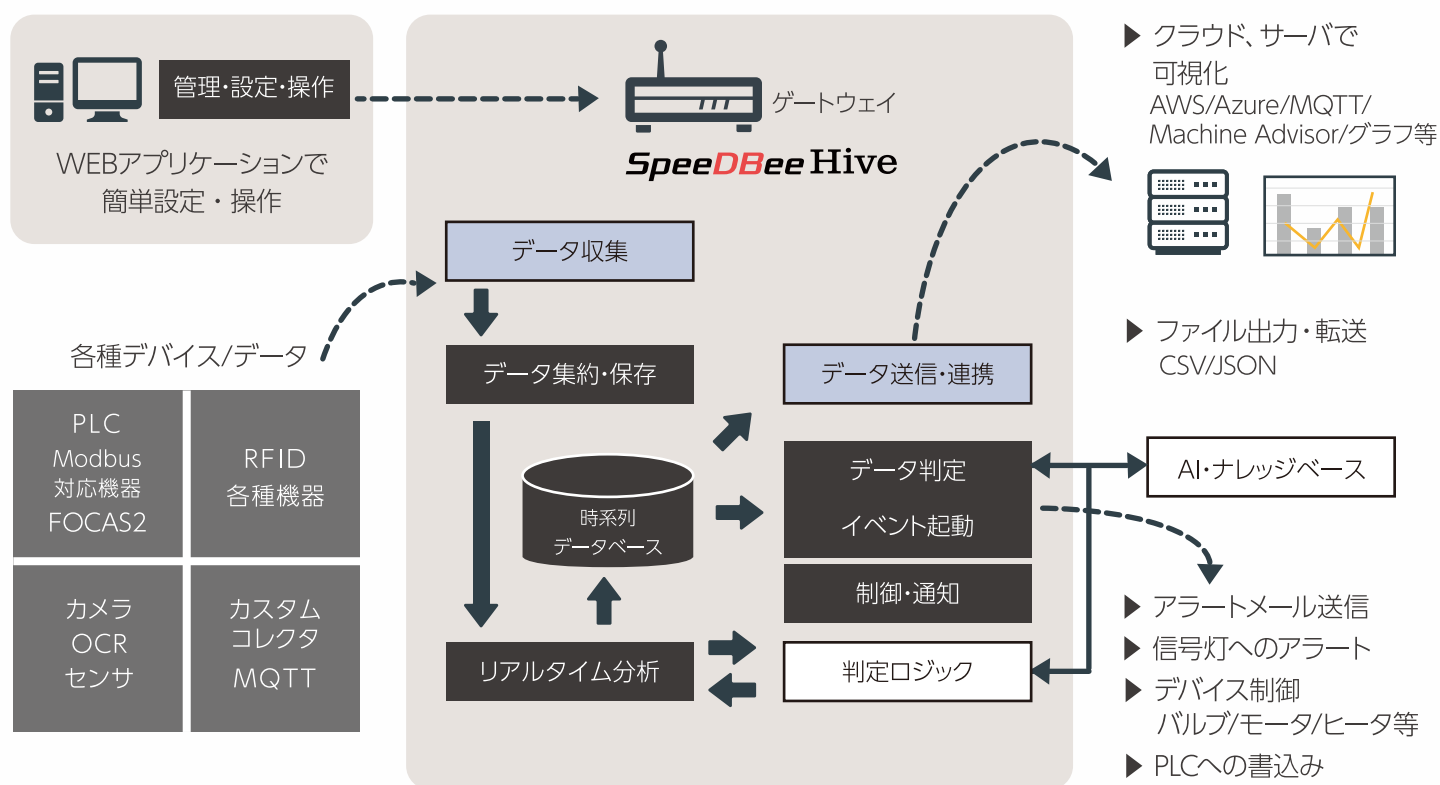 管理・設定・操作
WEBアプリケーションで
簡単設定・操作
ゲートウェイ
SpeeDBee Hive
データ収集
データ集約・保存
時系列
データベース
リアルタイム分析
データ送信・連携
データ判定
イベント起動
制御・通知
判定ロジック
各種デバイス/データ
PLC
Modbus
対応機器
FOCAS2
RFID
各種機器
カメラ
OCR
センサ
カスタム
コレクタ
MQTT
▶ クラウド、サーバで
可視化
AWS/Azure/MQTT/
Machine Advisor/グラフ等
▶ ファイル出力・転送
CSV/JSON
AI・ナレッジベース
▶ アラートメール送信
▶ 信号灯へのアラート
▶ デバイス制御
バルブ/モータ/ヒータ等
▶ PLCへの書込み